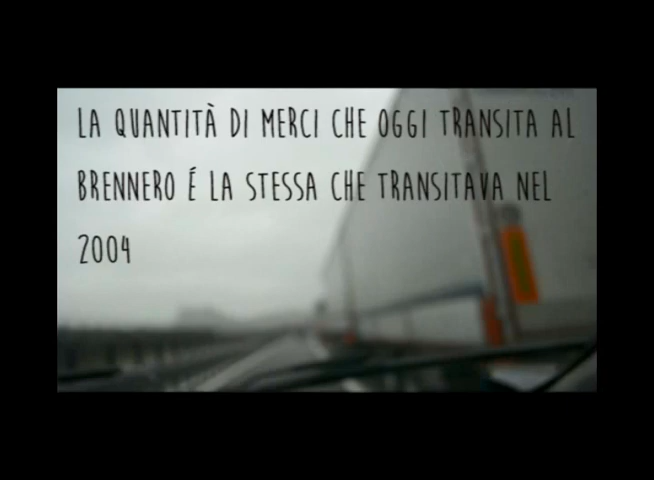 LA QUANTITÀ DI MERCI CHE OGGI TRANSITA AL
BRENNERO É LA STESSA CHE TRANSITAVA NEL
2004